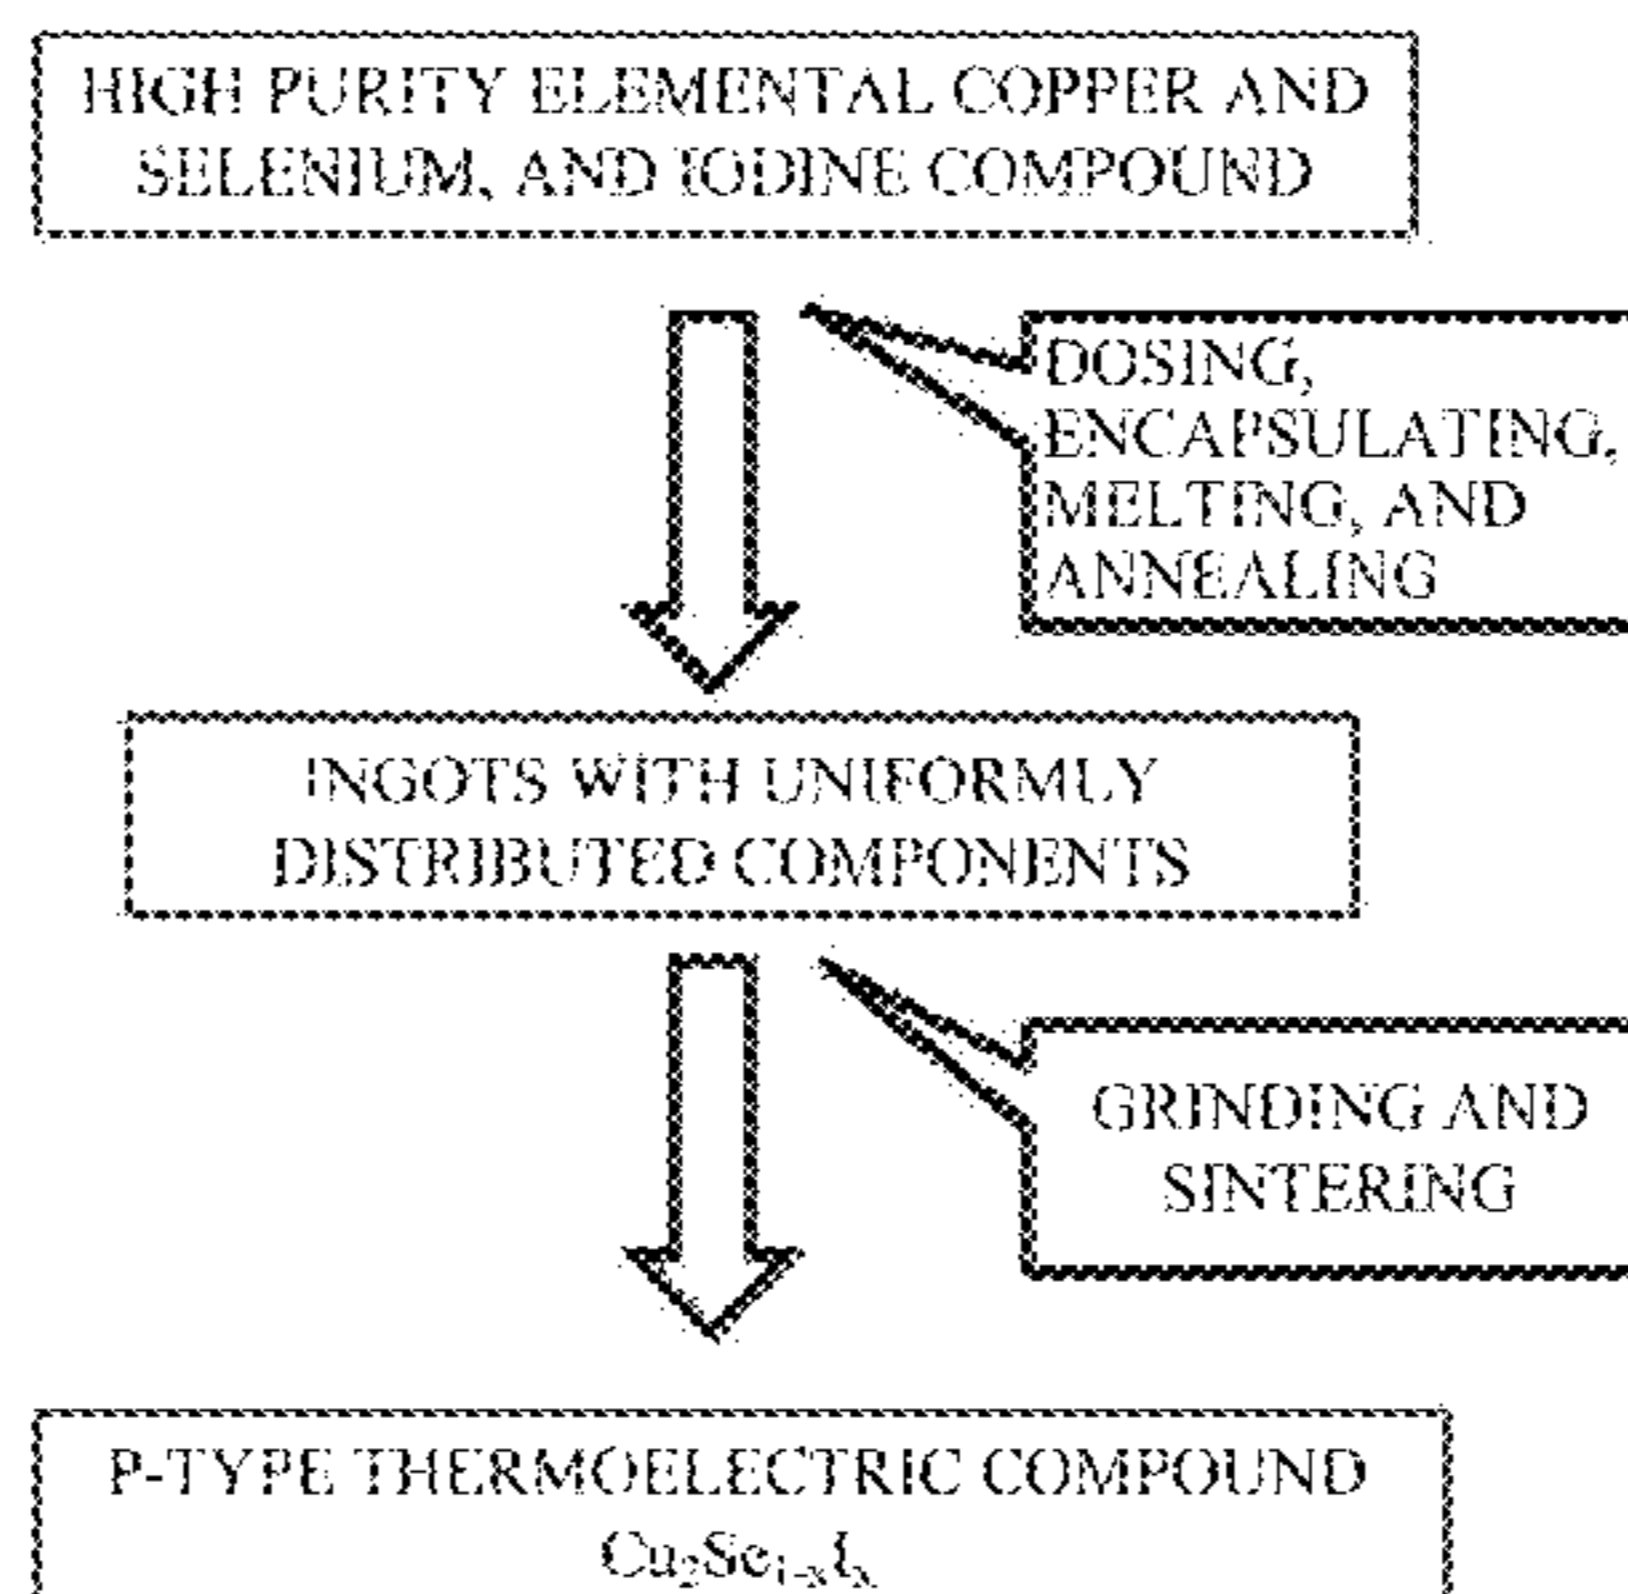 HIGH PURITY ELEMENTAL COPPER AND
SELENIUM, AND IODINE COMPOUND
DOSING,
ENCAPSULATING,
MELTING, AND
ANNEALING
INGOTS WITH UNIFORMLY
DISTRIBUTED COMPONENTS
GRINDING AND
SINTERING
P-TYPE THERMOELECTRIC COMPOUND
Cu₂Se₁₋ₓIₓ